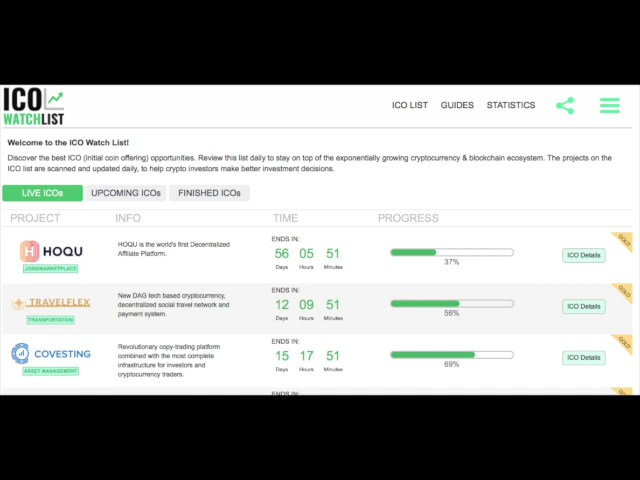 ICO
WATCHLIST
ICO LIST GUIDES STATISTICS
Welcome to the ICO Watch List!
Discover the best ICO (initial coin offering) opportunities. Review this list daily to stay on top of the exponentially growing cryptocurrency & blockchain ecosystem. The projects on the
ICO list are scanned and updated daily, to help crypto investors make better investment decisions.
LIVE ICOs UPCOMING ICOs FINISHED ICOs
PROJECT INFO TIME PROGRESS
HOQU
JOBS/MARKETPLACE
HOQU is the world's first Decentralized
Affiliate Platform.
ENDS IN:
56 05 51
Days Hours Minutes
37%
ICO Details
GOLD
TRAVELFLEX
TRANSPORTATION
New DAG tech based cryptocurrency,
decentralized social travel network and
payment system.
ENDS IN:
12 09 51
Days Hours Minutes
56%
ICO Details
GOLD
COVESTING
ASSET MANAGEMENT
Revolutionary copy-trading platform
combined with the most complete
infrastructure for investors and
cryptocurrency traders.
ENDS IN:
15 17 51
Days Hours Minutes
69%
ICO Details
GOLD
ENDS IN: